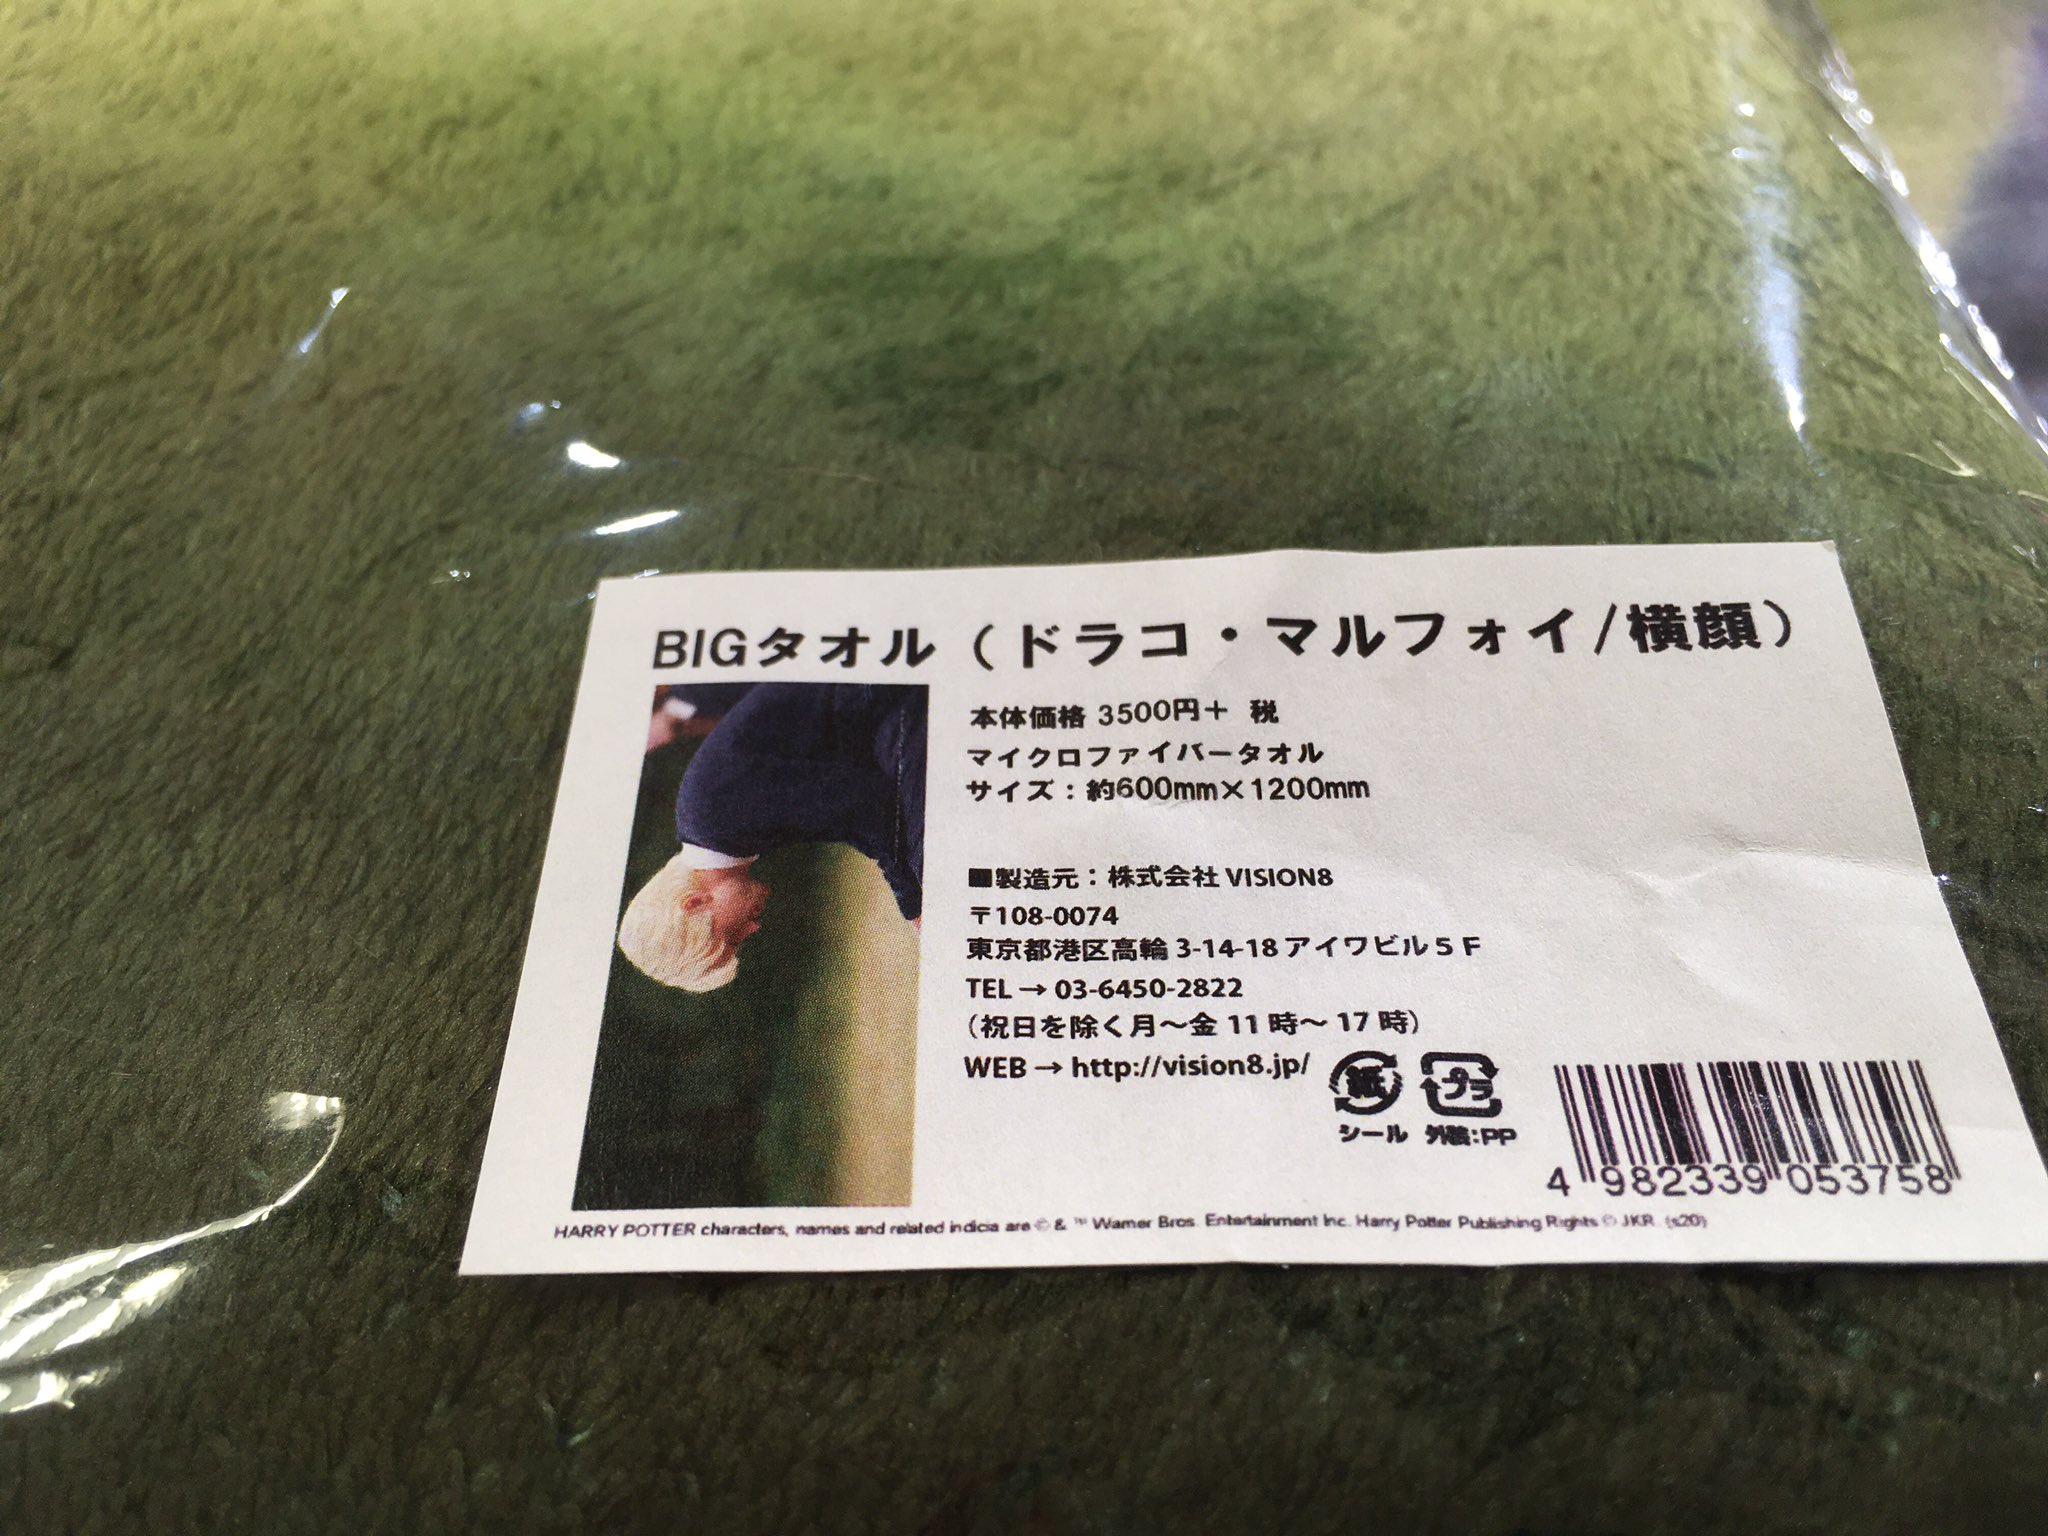 BIGタオル（ドラコ・マルフォイ/横顔）
本体価格 3500円＋ 税
マイクロファイバータオル
サイズ：約600mm×1200mm
■製造元：株式会社 VISION8
〒108-0074
東京都港区高輪 3-14-18 アイワビル５Ｆ
TEL → 03-6450-2822
（祝日を除く月〜金 11 時〜 17 時）
WEB → http://vision8.jp/
紙 プラ
シール 外装:PP
4 982339 053758
HARRY POTTER characters, names and related indicia are © & ™ Warner Bros. Entertainment Inc. Harry Potter Publishing Rights © JKR. (s20)